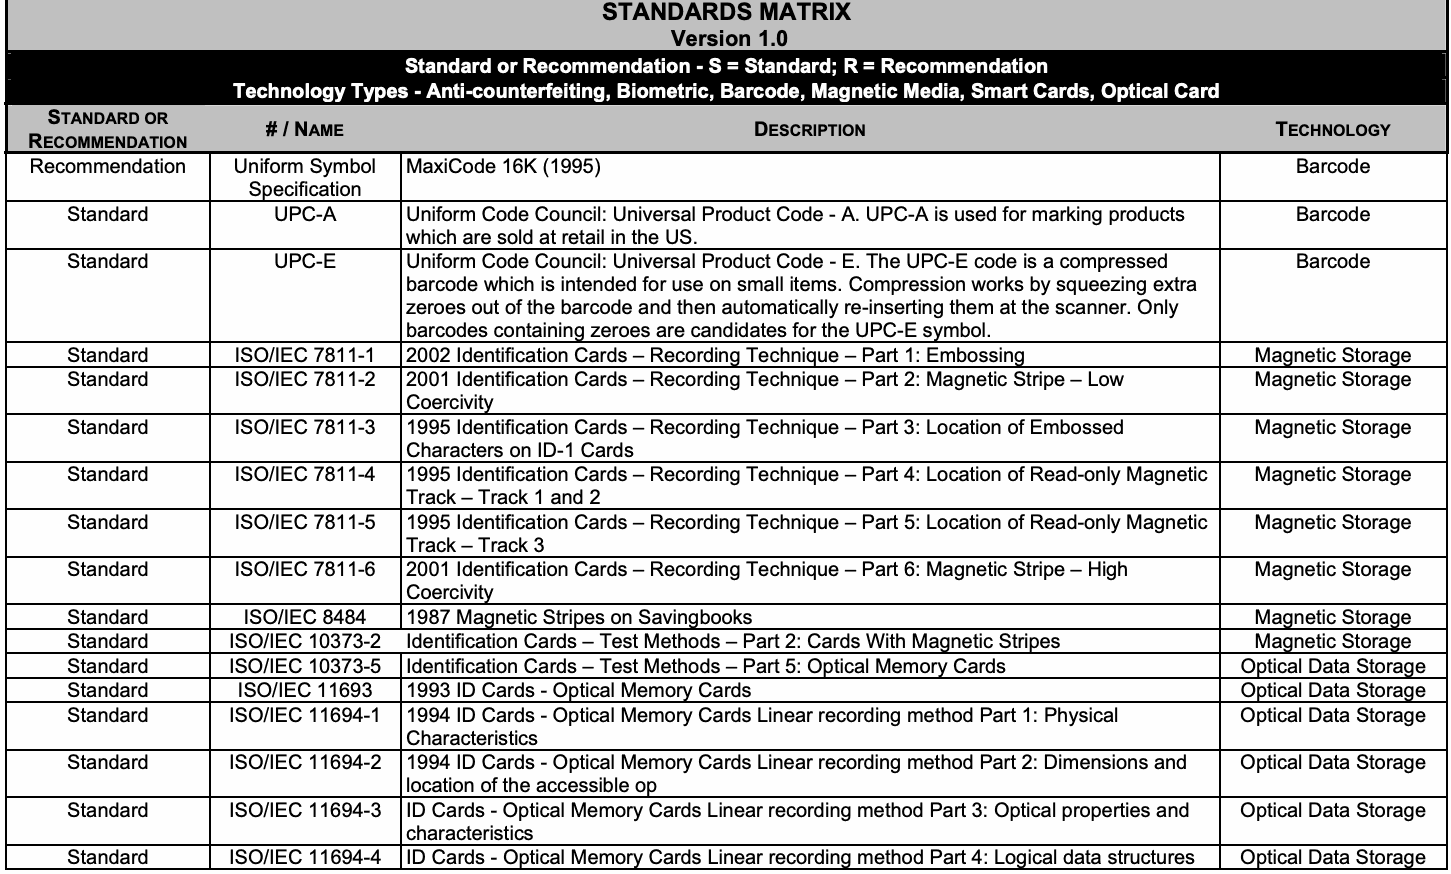 STANDARDS MATRIX
Version 1.0
Standard or Recommendation - S = Standard; R = Recommendation
Technology Types - Anti-counterfeiting, Biometric, Barcode, Magnetic Media, Smart Cards, Optical Card
STANDARD OR RECOMMENDATION # / NAME DESCRIPTION TECHNOLOGY
Recommendation Uniform Symbol MaxiCode 16K (1995) Barcode
Specification
Standard UPC-A Uniform Code Council: Universal Product Code - A. UPC-A is used for marking products Barcode
which are sold at retail in the US.
Standard UPC-E Uniform Code Council: Universal Product Code - E. The UPC-E code is a compressed Barcode
barcode which is intended for use on small items. Compression works by squeezing extra
zeroes out of the barcode and then automatically re-inserting them at the scanner. Only
barcodes containing zeroes are candidates for the UPC-E symbol.
Standard ISO/IEC 7811-1 2002 Identification Cards – Recording Technique – Part 1: Embossing Magnetic Storage
Standard ISO/IEC 7811-2 2001 Identification Cards – Recording Technique – Part 2: Magnetic Stripe – Low Magnetic Storage
Coercivity
Standard ISO/IEC 7811-3 1995 Identification Cards – Recording Technique – Part 3: Location of Embossed Magnetic Storage
Characters on ID-1 Cards
Standard ISO/IEC 7811-4 1995 Identification Cards – Recording Technique – Part 4: Location of Read-only Magnetic Magnetic Storage
Track – Track 1 and 2
Standard ISO/IEC 7811-5 1995 Identification Cards – Recording Technique – Part 5: Location of Read-only Magnetic Magnetic Storage
Track – Track 3
Standard ISO/IEC 7811-6 2001 Identification Cards – Recording Technique – Part 6: Magnetic Stripe – High Magnetic Storage
Coercivity
Standard ISO/IEC 8484 1987 Magnetic Stripes on Savingbooks Magnetic Storage
Standard ISO/IEC 10373-2 Identification Cards – Test Methods – Part 2: Cards With Magnetic Stripes Magnetic Storage
Standard ISO/IEC 10373-5 Identification Cards – Test Methods – Part 5: Optical Memory Cards Optical Data Storage
Standard ISO/IEC 11693 1993 ID Cards - Optical Memory Cards Optical Data Storage
Standard ISO/IEC 11694-1 1994 ID Cards - Optical Memory Cards Linear recording method Part 1: Physical Optical Data Storage
Characteristics
Standard ISO/IEC 11694-2 1994 ID Cards - Optical Memory Cards Linear recording method Part 2: Dimensions and Optical Data Storage
location of the accessible op
Standard ISO/IEC 11694-3 ID Cards - Optical Memory Cards Linear recording method Part 3: Optical properties and Optical Data Storage
characteristics
Standard ISO/IEC 11694-4 ID Cards - Optical Memory Cards Linear recording method Part 4: Logical data structures Optical Data Storage